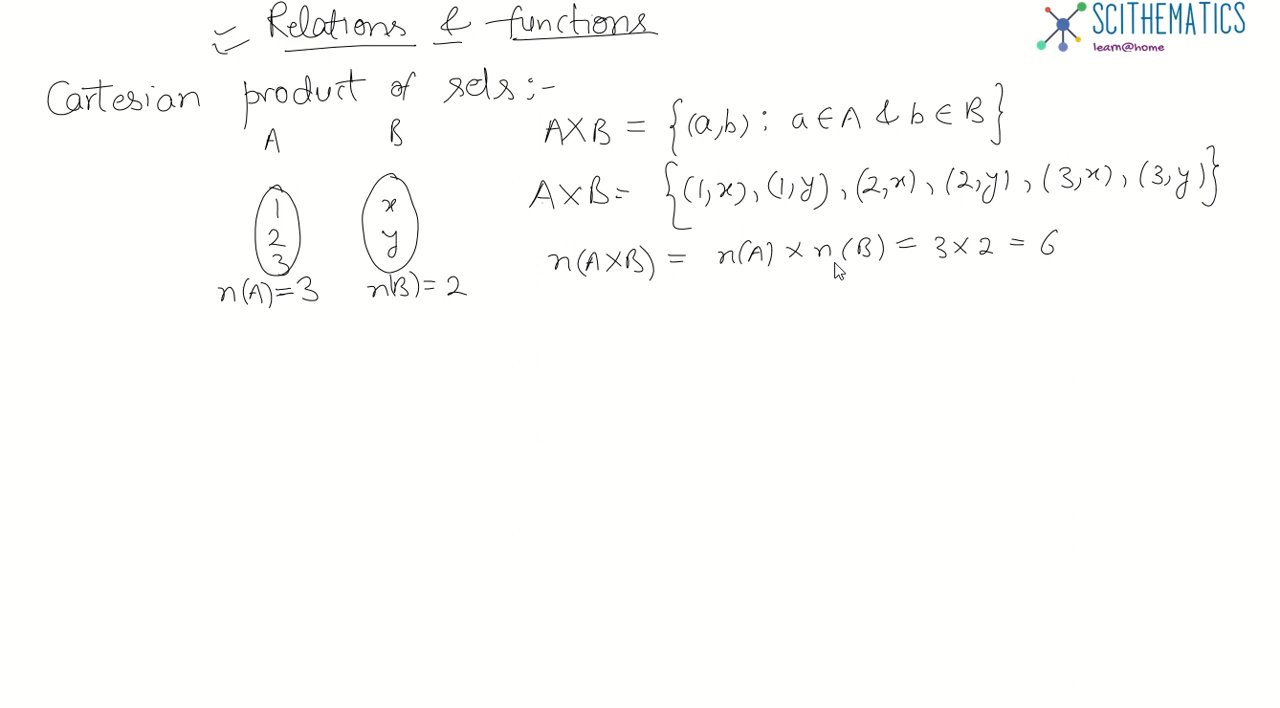 Relations & functions
SCITHEMATICS
learn@home
Cartesian product of sets :-
A B
A×B = {(a,b) : a ∈ A & b ∈ B}
1 x
2 y
3
A×B = {(1,x), (1,y), (2,x), (2,y), (3,x), (3,y)}
n(A×B) = n(A) × n(B) = 3×2 = 6
n(A)=3 n(B)=2